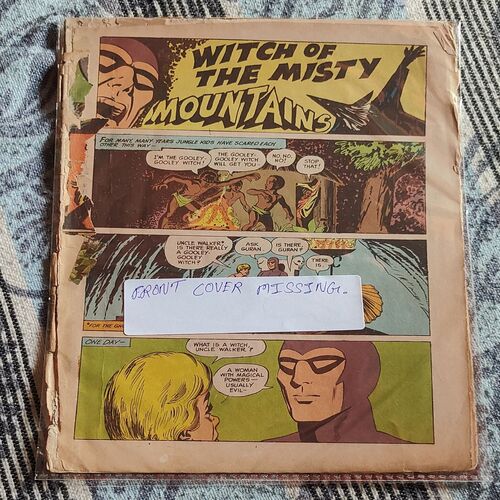 WITCH OF
THE MISTY
MOUNTAINS
FOR MANY, MANY YEARS JUNGLE KIDS HAVE SCARED EACH
OTHER THIS WAY—
I'M THE GOOLEY-
GOOLEY WITCH!
THE GOOLEY-
GOOLEY WITCH
WILL GET YOU
NO, NO,
NO!
STOP
THAT!
UNCLE WALKER,
IS THERE REALLY
A GOOLEY-
GOOLEY
WITCH?
ASK
GURAN
IS THERE,
GURAN?
THERE
IS
FRONT COVER MISSING.
*FOR THE
ONE DAY—
WHAT IS A WITCH,
UNCLE WALKER?
A WOMAN
WITH MAGICAL
POWERS—
USUALLY
EVIL—